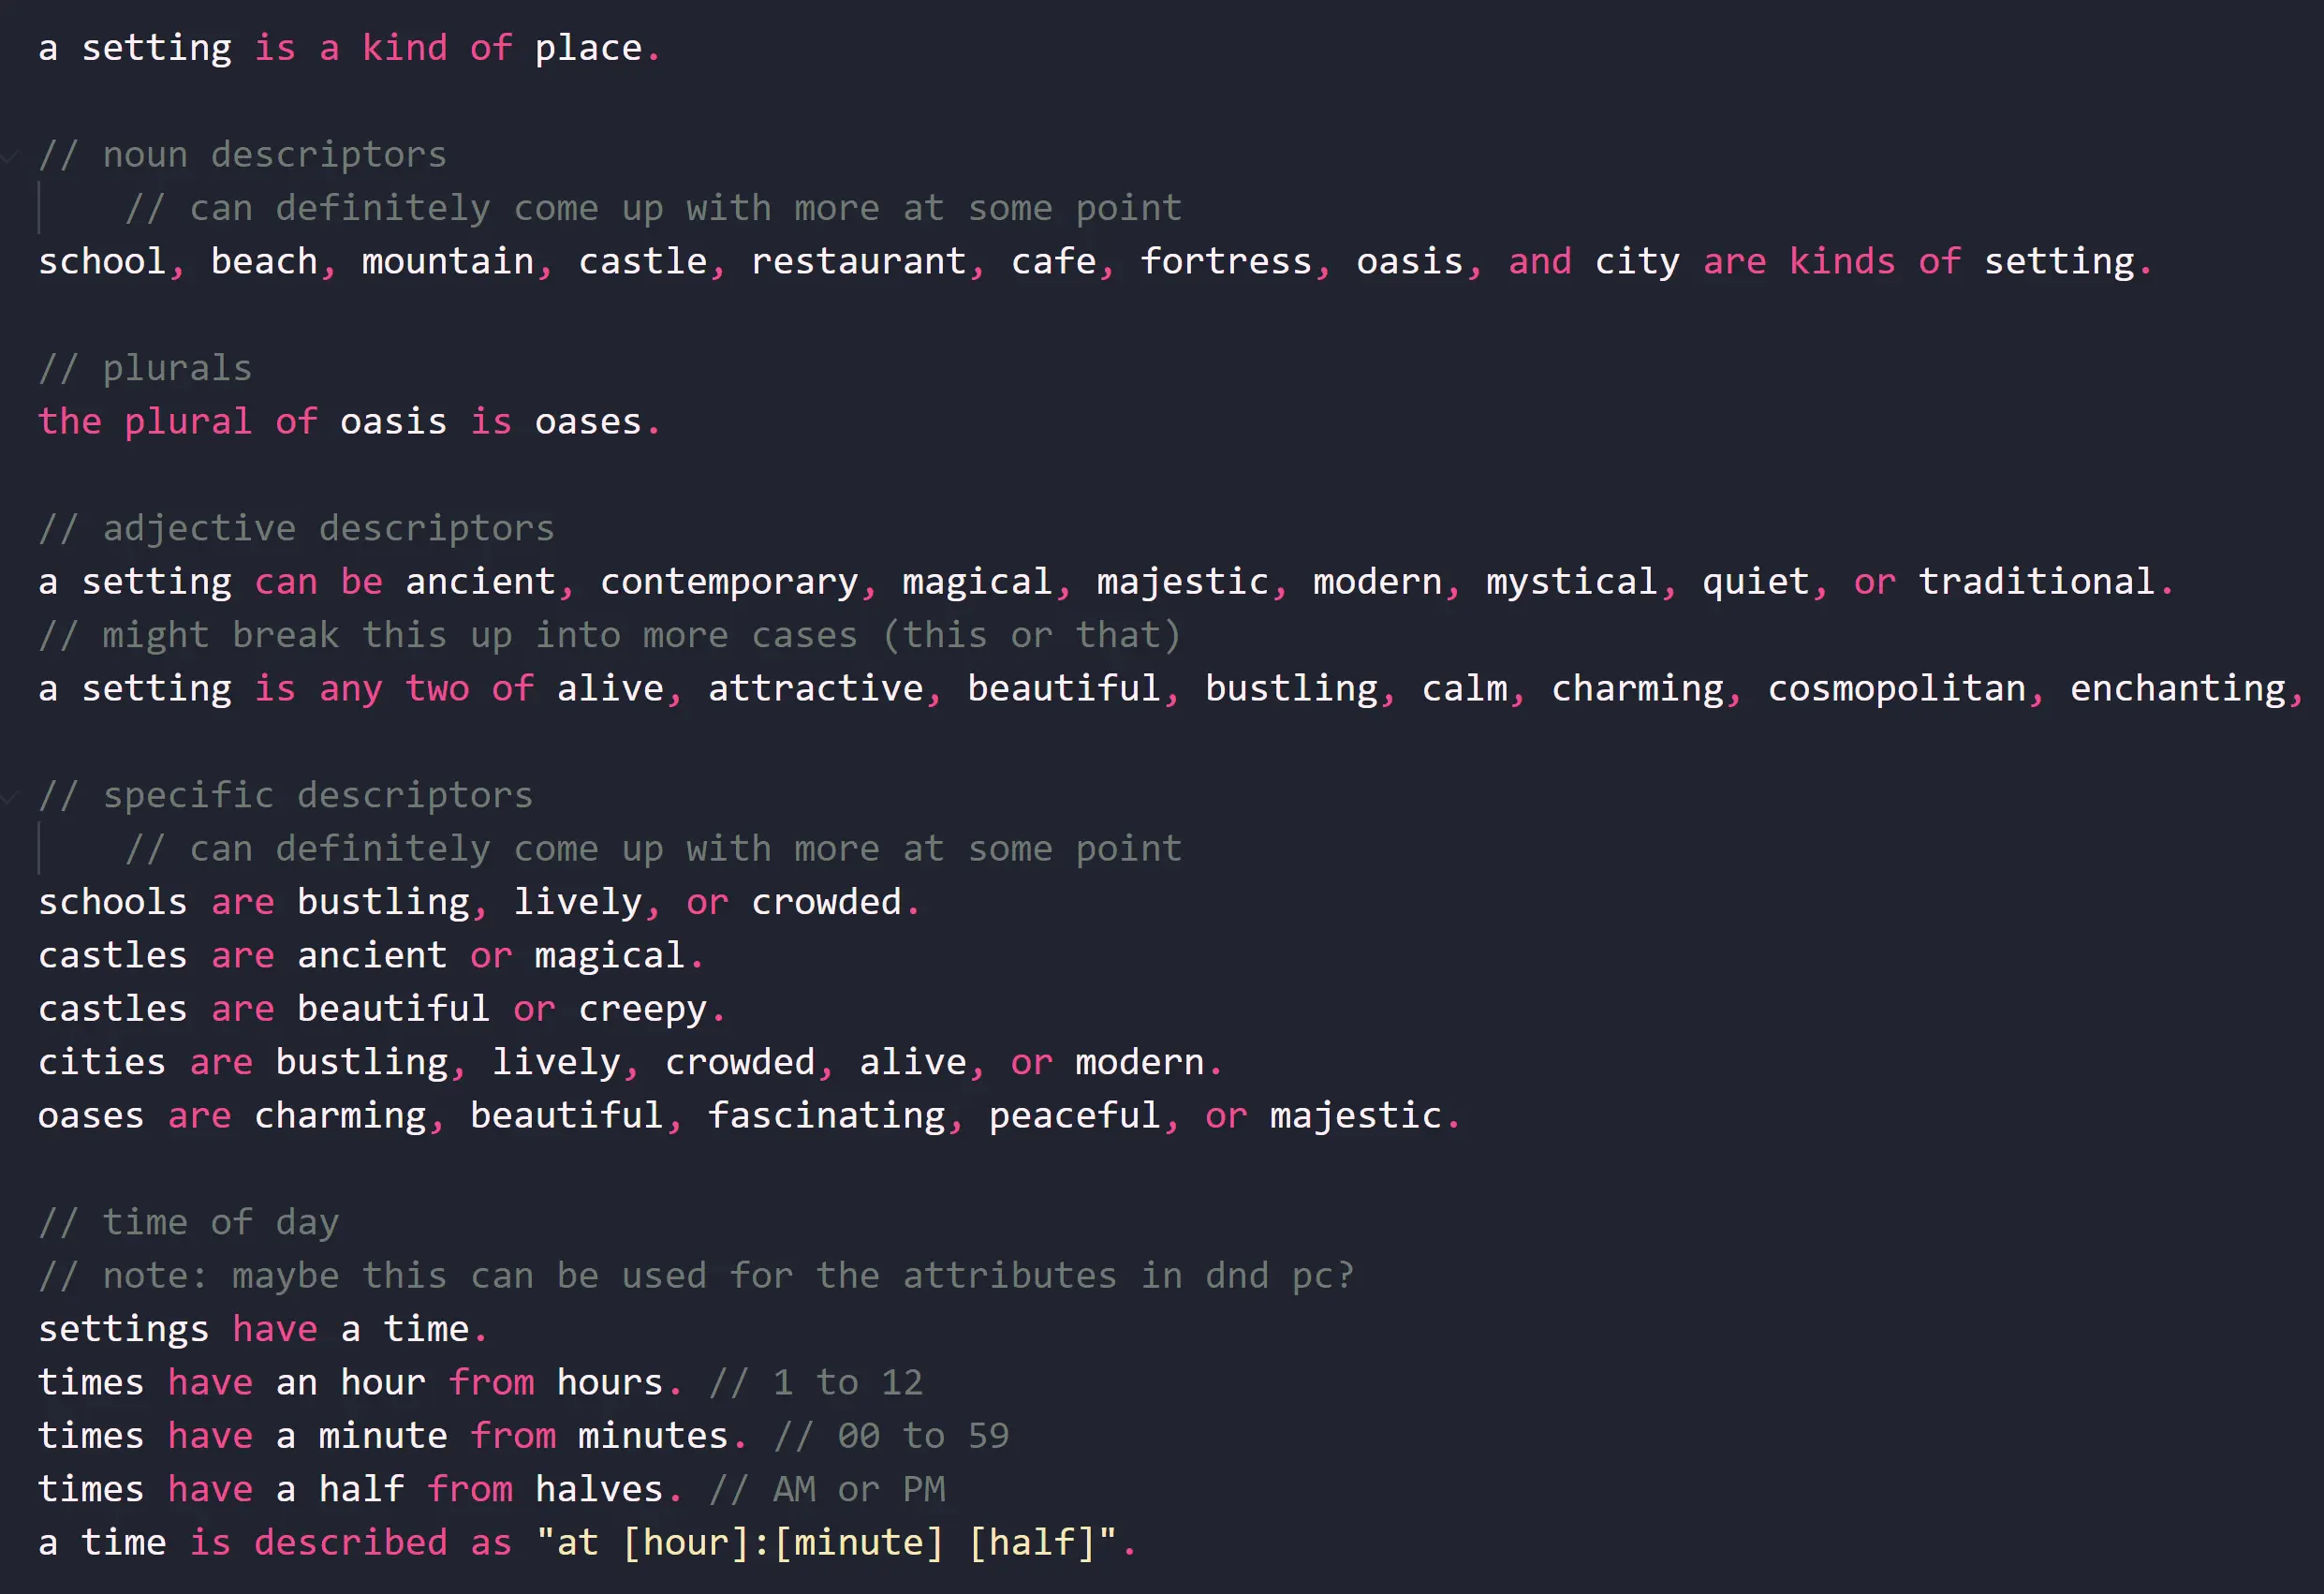 a setting is a kind of place.
// noun descriptors
// can definitely come up with more at some point
school, beach, mountain, castle, restaurant, cafe, fortress, oasis, and city are kinds of setting.
// plurals
the plural of oasis is oases.
// adjective descriptors
a setting can be ancient, contemporary, magical, majestic, modern, mystical, quiet, or traditional.
// might break this up into more cases (this or that)
a setting is any two of alive, attractive, beautiful, bustling, calm, charming, cosmopolitan, enchanting,
// specific descriptors
// can definitely come up with more at some point
schools are bustling, lively, or crowded.
castles are ancient or magical.
castles are beautiful or creepy.
cities are bustling, lively, crowded, alive, or modern.
oases are charming, beautiful, fascinating, peaceful, or majestic.
// time of day
// note: maybe this can be used for the attributes in dnd pc?
settings have a time.
times have an hour from hours. // 1 to 12
times have a minute from minutes. // 00 to 59
times have a half from halves. // AM or PM
a time is described as "at [hour]:[minute] [half]".